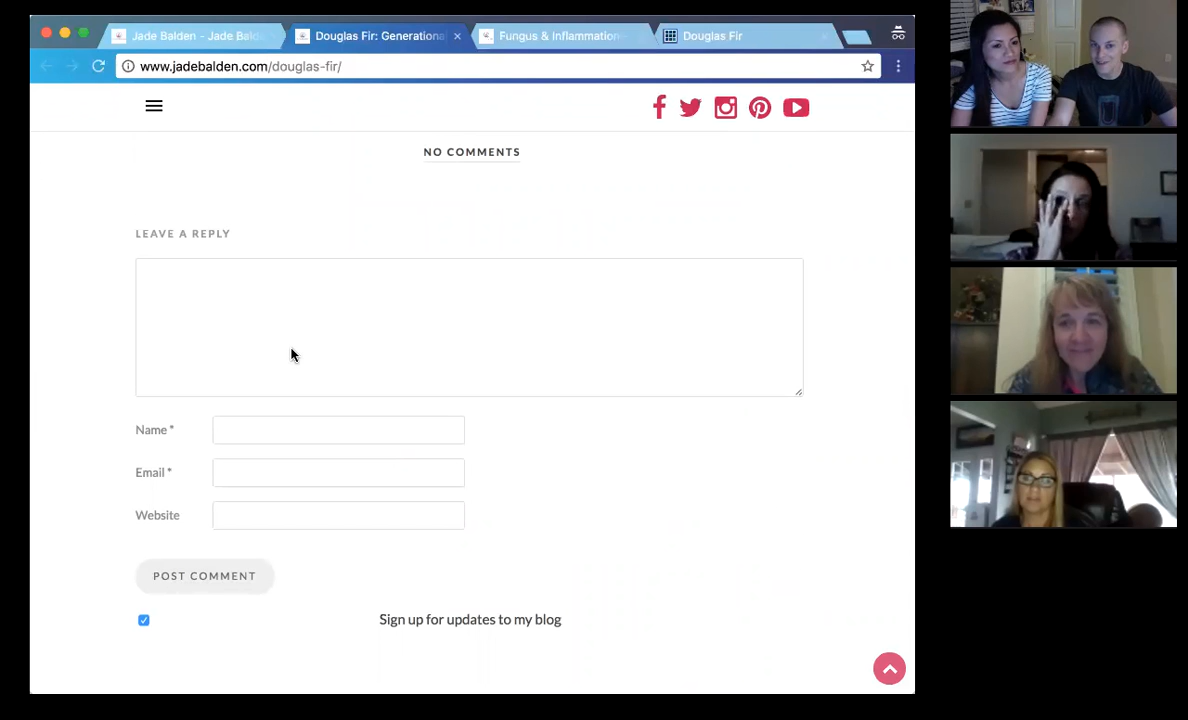 Jade Balden - Jade Bald
Douglas Fir: Generationa
Fungus & Inflammation
Douglas Fir
www.jadebalden.com/douglas-fir/
NO COMMENTS
LEAVE A REPLY
Name *
Email *
Website
POST COMMENT
Sign up for updates to my blog